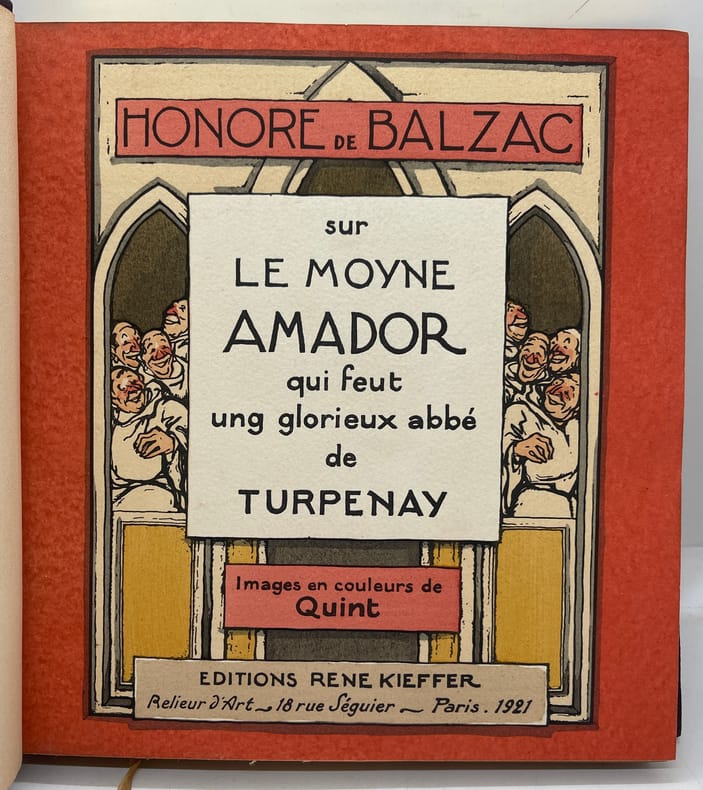 HONORE DE BALZAC
sur
LE MOYNE
AMADOR
qui feut
ung glorieux abbé
de
TURPENAY
Images en couleurs de
Quint
EDITIONS RENE KIEFFER
Relieur d'Art ~ 18 rue Séguier ~ Paris. 1921